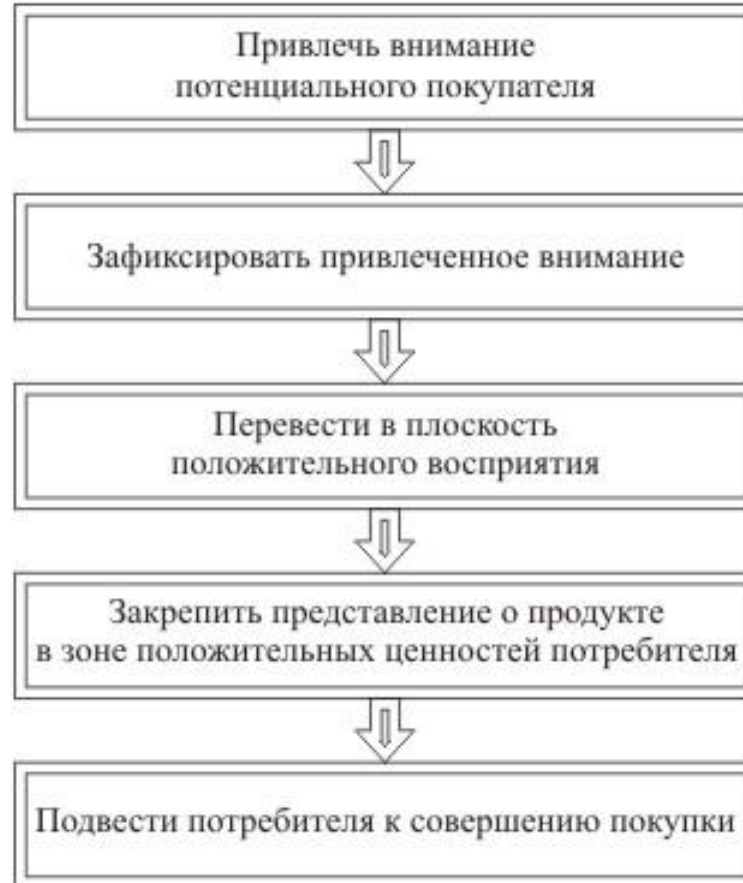 Привлечь внимание
потенциального покупателя
Зафиксировать привлеченное внимание
Перевести в плоскость
положительного восприятия
Закрепить представление о продукте
в зоне положительных ценностей потребителя
Подвести потребителя к совершению покупки